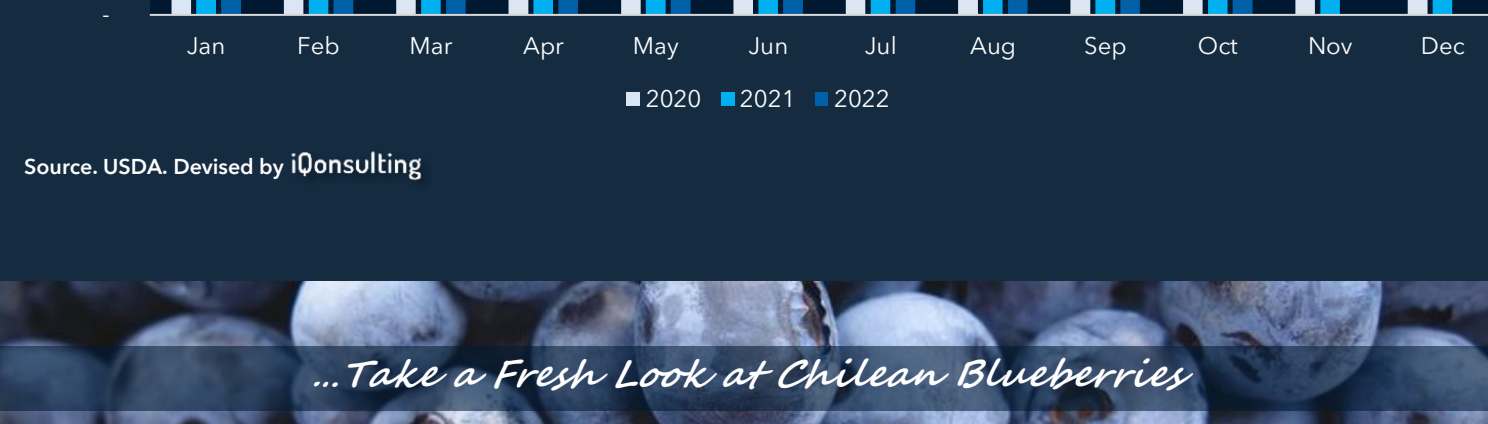 -
Jan Feb Mar Apr May Jun Jul Aug Sep Oct Nov Dec
2020 2021 2022
Source. USDA. Devised by iQonsulting
...Take a Fresh Look at Chilean Blueberries